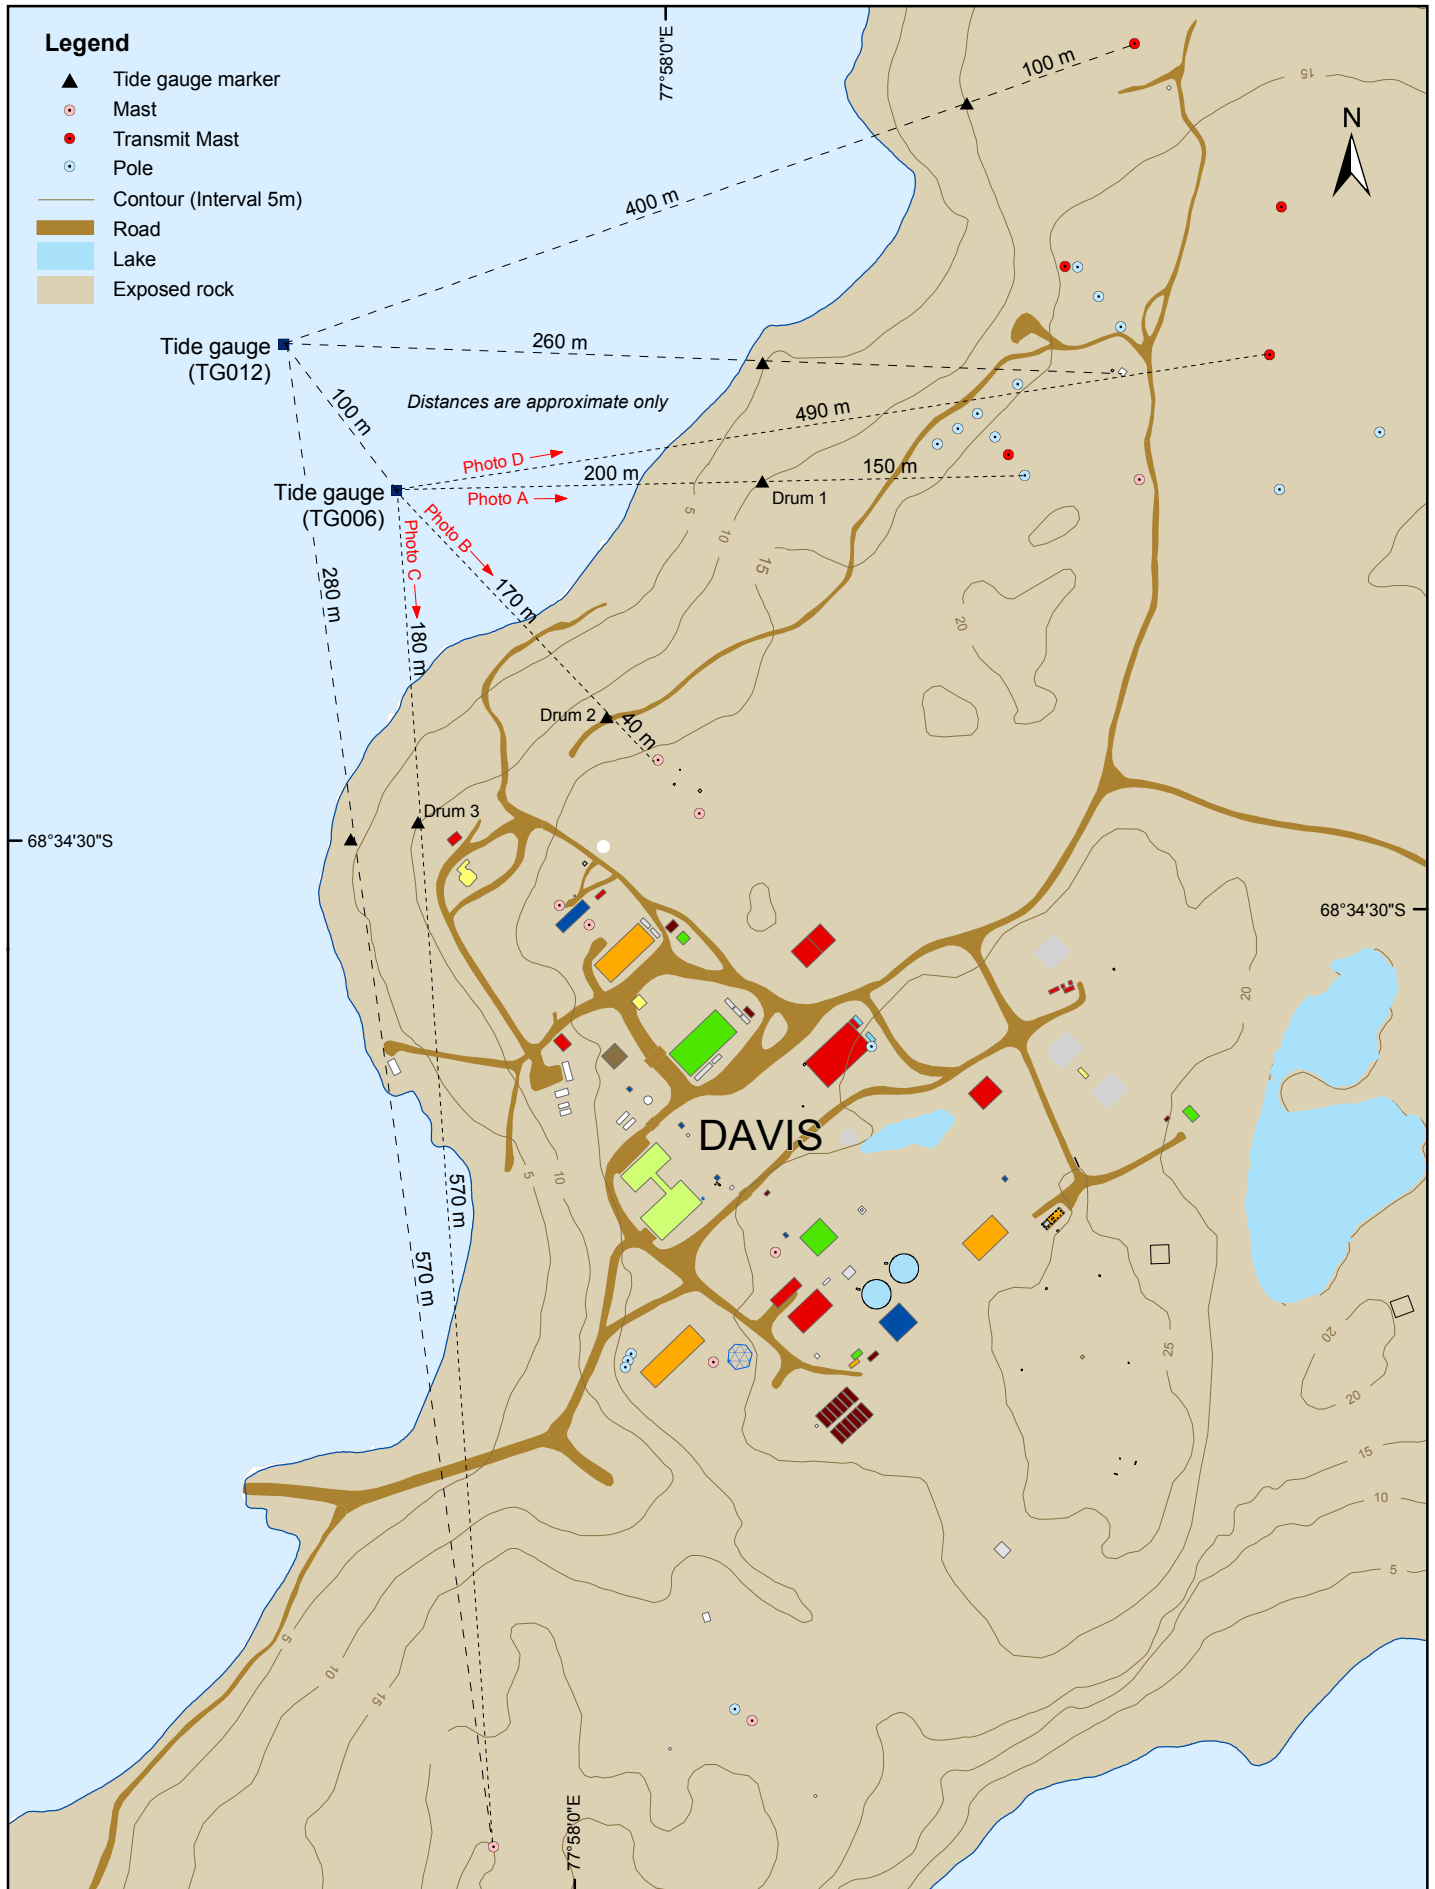 Legend
Tide gauge marker
Mast
Transmit Mast
Pole
Contour (Interval 5m)
Road
Lake
Exposed rock
77°58'0"E
100 m
15
N
400 m
Tide gauge
(TG012)
260 m
100 m
Distances are approximate only
490 m
Photo D
200 m
150 m
Tide gauge
(TG006)
Photo A
Drum 1
Photo B
Photo C
5
10
15
280 m
170 m
180 m
20
Drum 2
40 m
Drum 3
68°34'30"S
68°34'30"S
20
DAVIS
5
10
570 m
570 m
25
20
20
15
10
5
5
10
15
77°58'0"E